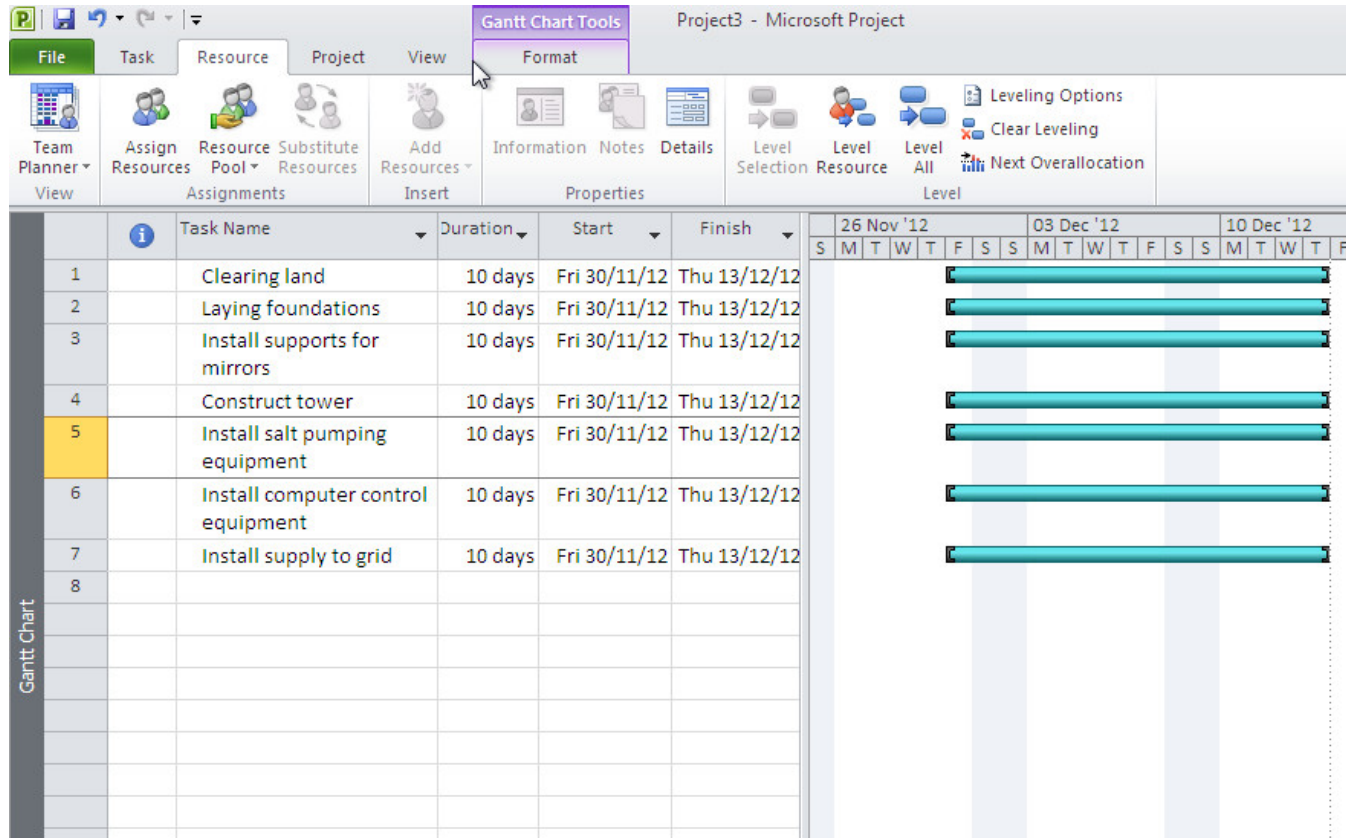 Gantt Chart Tools Project3 - Microsoft Project
File Task Resource Project View Format
Team Planner
Assign Resources
Resource Pool
Substitute Resources
Add Resources
Information
Notes
Details
Level Selection
Level Resource
Level All
Leveling Options
Clear Leveling
Next Overallocation
View Assignments Insert Properties Level
Task Name Duration Start Finish 26 Nov '12 03 Dec '12 10 Dec '12
S M T W T F S S M T W T F S S M T W T F
1 Clearing land 10 days Fri 30/11/12 Thu 13/12/12
2 Laying foundations 10 days Fri 30/11/12 Thu 13/12/12
3 Install supports for 10 days Fri 30/11/12 Thu 13/12/12
mirrors
4 Construct tower 10 days Fri 30/11/12 Thu 13/12/12
5 Install salt pumping 10 days Fri 30/11/12 Thu 13/12/12
equipment
6 Install computer control 10 days Fri 30/11/12 Thu 13/12/12
equipment
7 Install supply to grid 10 days Fri 30/11/12 Thu 13/12/12
8
Gantt Chart